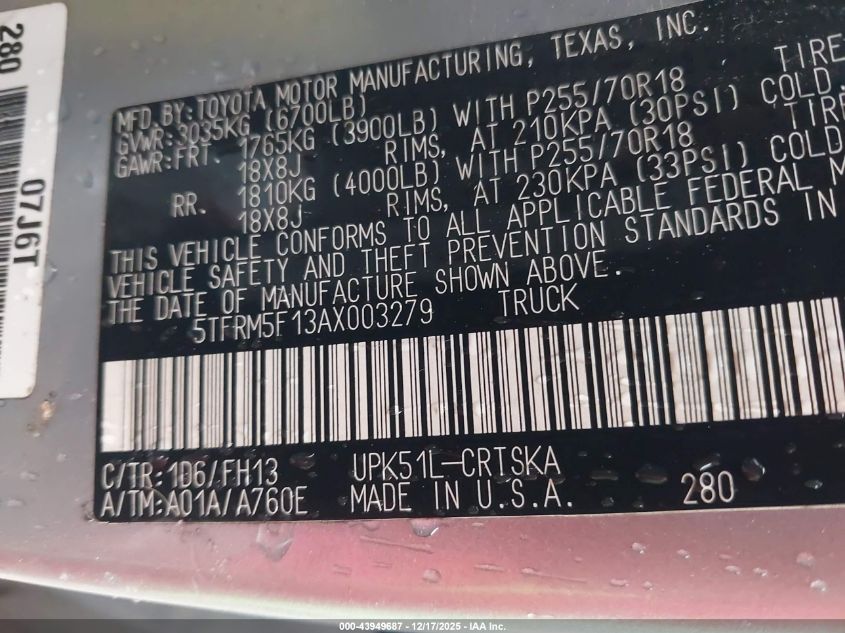 280
07J6T
MFD.BY:TOYOTA MOTOR MANUFACTURING, TEXAS, INC.
GVWR:3035KG (6700LB)
GAWR:FRT. 1765KG (3900LB) WITH P255/70R18 TIRE
18X8J RIMS, AT 210KPA (30PSI) COLD.
RR. 1810KG (4000LB) WITH P255/70R18 TIRE
18X8J RIMS, AT 230KPA (33PSI) COLD
THIS VEHICLE CONFORMS TO ALL APPLICABLE FEDERAL M
VEHICLE SAFETY AND THEFT PREVENTION STANDARDS IN
THE DATE OF MANUFACTURE SHOWN ABOVE.
5TFRM5F13AX003279 TRUCK
C/TR:1D6/FH13 UPK51L-CRTSKA
A/TM:A01A/A760E MADE IN U.S.A. 280
000-43949687 - 12/17/2025 - IAA Inc.